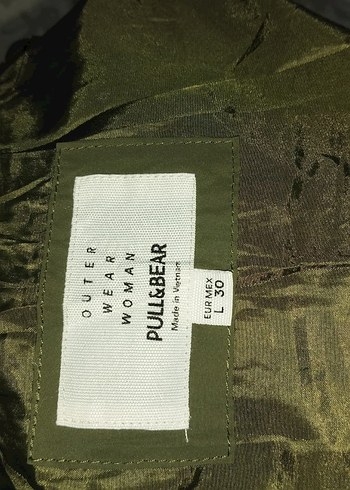 OUTER
WEAR
WOMAN
PULL&BEAR
Made in Vietnam
EUR MEX
L 30